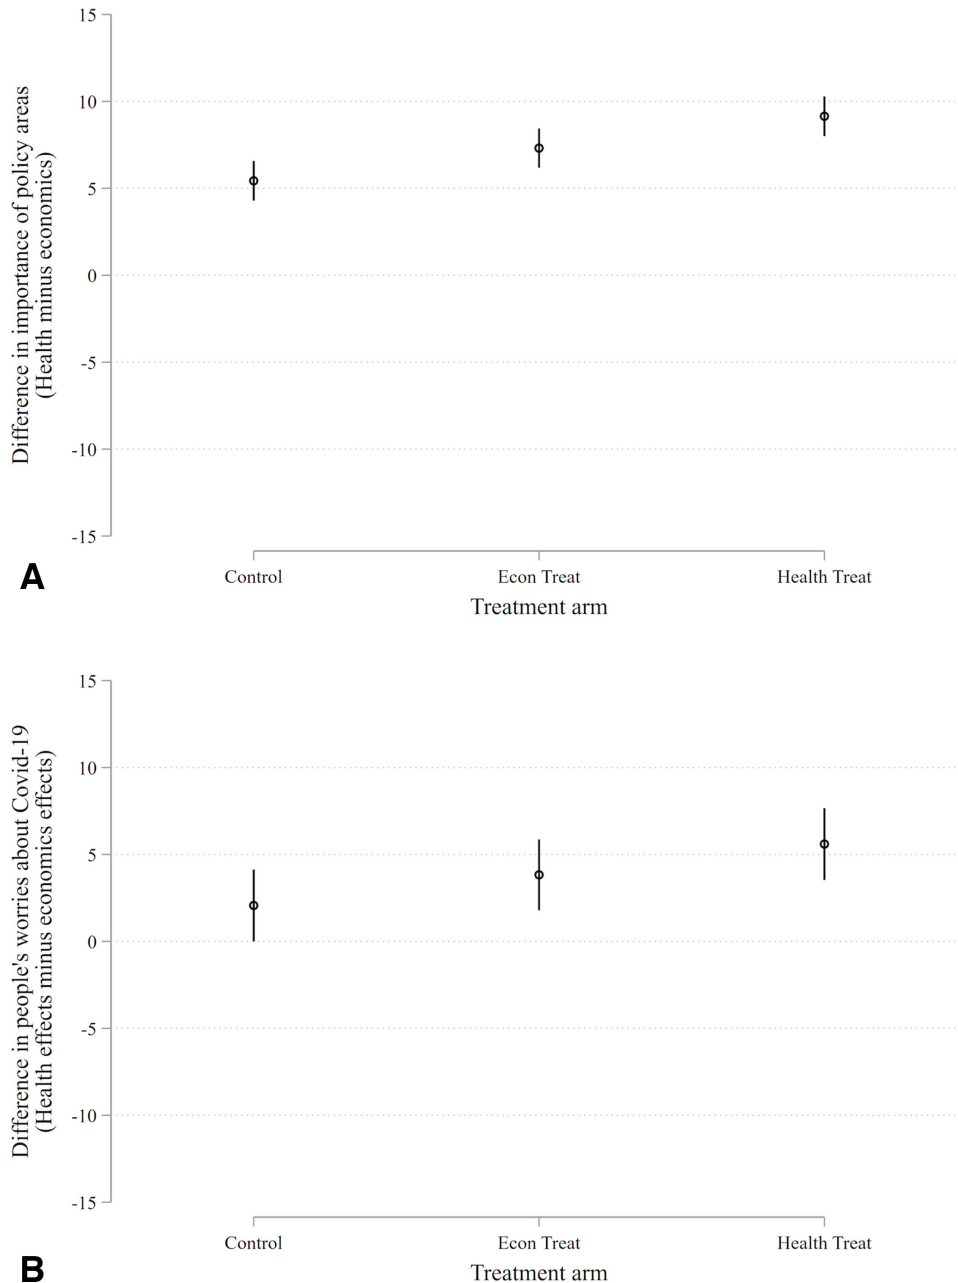 15
10
5
0
-5
-10
-15
Difference in importance of policy areas
(Health minus economics)
Control
Econ Treat
Health Treat
Treatment arm
A
15
10
5
0
-5
-10
-15
Difference in people's worries about Covid-19
(Health effects minus economics effects)
Control
Econ Treat
Health Treat
Treatment arm
B